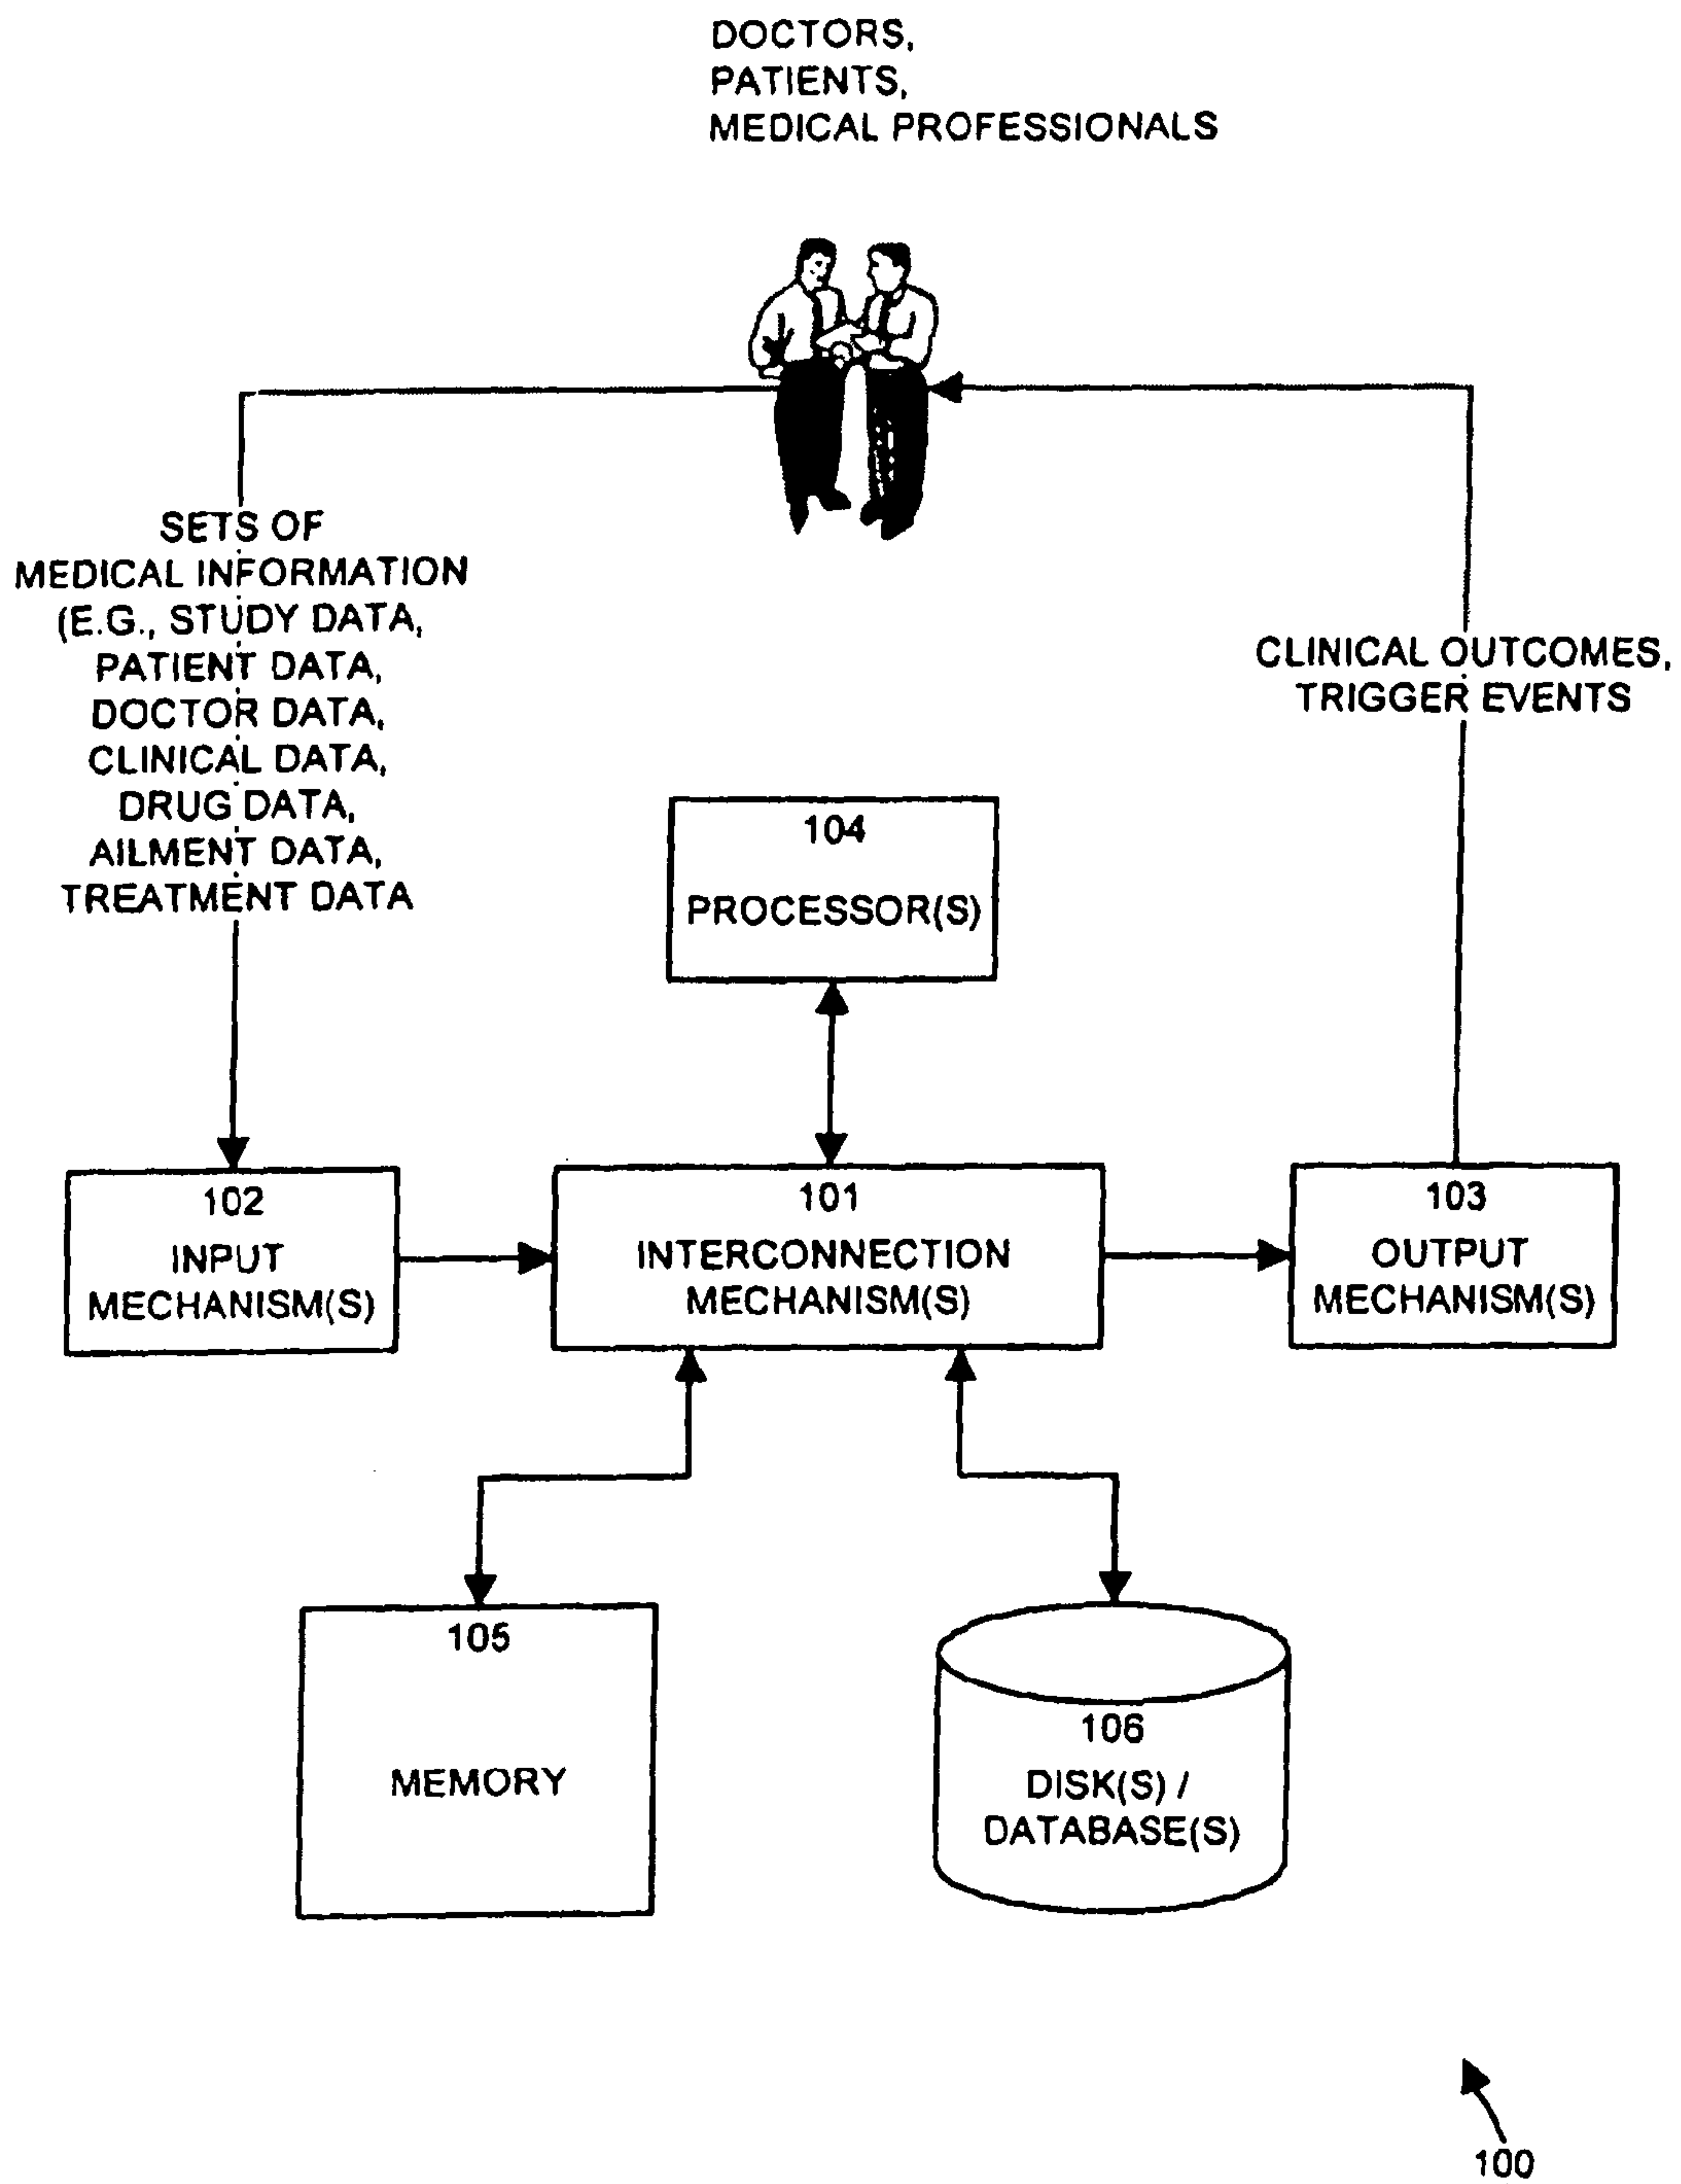 DOCTORS,
PATIENTS,
MEDICAL PROFESSIONALS
SETS OF
MEDICAL INFORMATION
(E.G., STUDY DATA,
PATIENT DATA,
DOCTOR DATA,
CLINICAL DATA,
DRUG DATA,
AILMENT DATA,
TREATMENT DATA
CLINICAL OUTCOMES,
TRIGGER EVENTS
104
PROCESSOR(S)
102
INPUT
MECHANISM(S)
101
INTERCONNECTION
MECHANISM(S)
103
OUTPUT
MECHANISM(S)
105
MEMORY
106
DISK(S) /
DATABASE(S)
100